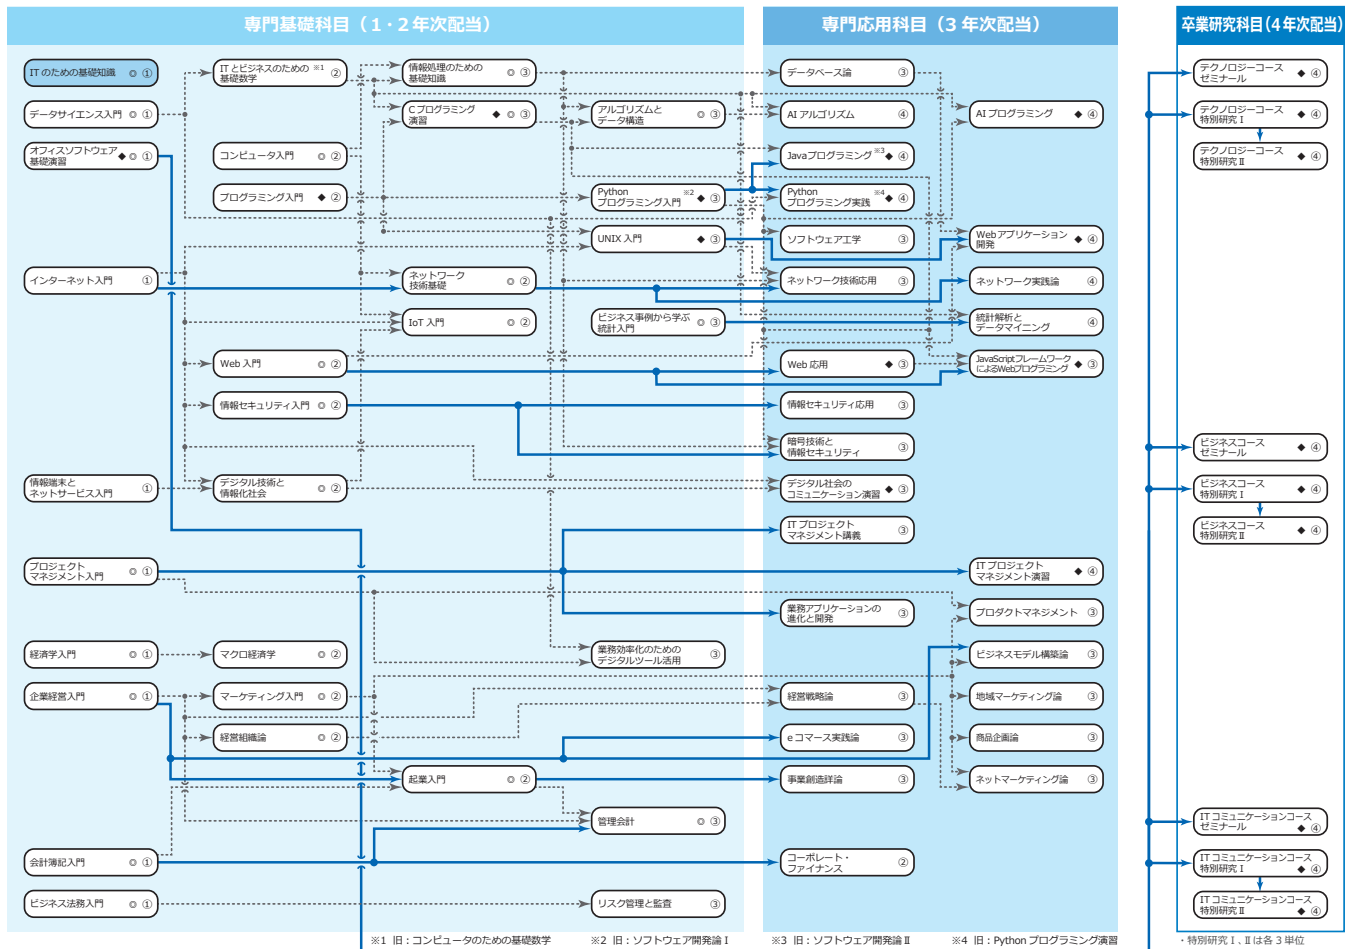 専門基礎科目（1・2年次配当）
専門応用科目（3年次配当）
卒業研究科目（4年次配当）
ITのための基礎知識 ◎ ①
データサイエンス入門 ◎ ①
オフィスソフトウェア
基礎演習 ◆ ◎ ①
インターネット入門 ①
情報端末と
ネットサービス入門 ①
プロジェクト
マネジメント入門 ◎ ①
経済学入門 ◎ ①
企業経営入門 ◎ ①
会計簿記入門 ◎ ①
ビジネス法務入門 ◎ ①
ITとビジネスのための ※1
基礎数学 ②
コンピュータ入門 ◎ ②
プログラミング入門 ◆ ②
Web 入門 ◎ ②
情報セキュリティ入門 ◎ ②
デジタル技術と
情報化社会 ◎ ②
マクロ経済学 ◎ ②
マーケティング入門 ◎ ②
経営組織論 ◎ ②
情報処理のための
基礎知識 ◎ ③
Cプログラミング
演習 ◆ ◎ ③
ネットワーク
技術基礎 ◎ ②
IoT 入門 ◎ ②
起業入門 ◎ ②
アルゴリズムと
データ構造 ◎ ③
Python ※2
プログラミング入門 ◆ ③
UNIX 入門 ◆ ③
ビジネス事例から学ぶ
統計入門 ◎ ③
業務効率化のための
デジタルツール活用 ③
管理会計 ◎ ③
リスク管理と監査 ③
データベース論 ③
AIアルゴリズム ④
Javaプログラミング ※3 ◆ ④
Python ※4
プログラミング実践 ◆ ④
ソフトウェア工学 ③
ネットワーク技術応用 ③
Web 応用 ◆ ③
情報セキュリティ応用 ③
暗号技術と
情報セキュリティ ③
デジタル社会の
コミュニケーション演習 ◆ ③
ITプロジェクト
マネジメント講義 ③
業務アプリケーションの
進化と開発 ③
経営戦略論 ③
eコマース実践論 ③
事業創造詳論 ③
コーポレート・
ファイナンス ②
AIプログラミング ◆ ④
Webアプリケーション
開発 ◆ ④
ネットワーク実践論 ④
統計解析と
データマイニング ④
JavaScriptフレームワーク
によるWebプログラミング ◆ ③
ITプロジェクト
マネジメント演習 ◆ ④
プロダクトマネジメント ③
ビジネスモデル構築論 ③
地域マーケティング論 ③
商品企画論 ③
ネットマーケティング論 ③
テクノロジーコース
ゼミナール ◆ ④
テクノロジーコース
特別研究Ⅰ ◆ ④
テクノロジーコース
特別研究Ⅱ ◆ ④
ビジネスコース
ゼミナール ◆ ④
ビジネスコース
特別研究Ⅰ ◆ ④
ビジネスコース
特別研究Ⅱ ◆ ④
ITコミュニケーションコース
ゼミナール ◆ ④
ITコミュニケーションコース
特別研究Ⅰ ◆ ④
ITコミュニケーションコース
特別研究Ⅱ ◆ ④
※1 旧：コンピュータのための基礎数学 ※2 旧：ソフトウェア開発論Ⅰ ※3 旧：ソフトウェア開発論Ⅱ ※4 旧：Pythonプログラミング演習
・特別研究Ⅰ、Ⅱは各3単位